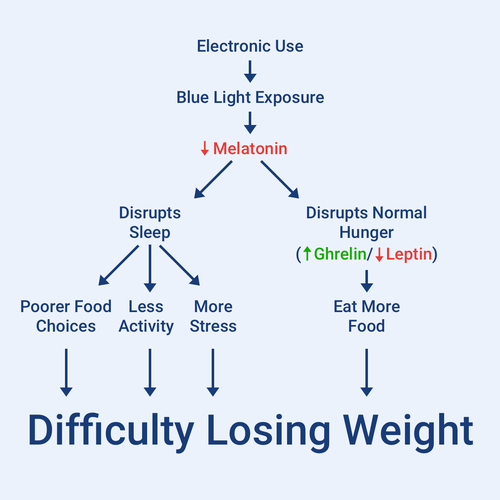 Electronic Use
Blue Light Exposure
↓Melatonin
Disrupts
Sleep
Disrupts Normal
Hunger
(↑Ghrelin/↓Leptin)
Poorer Food
Choices
Less
Activity
More
Stress
Eat More
Food
Difficulty Losing Weight